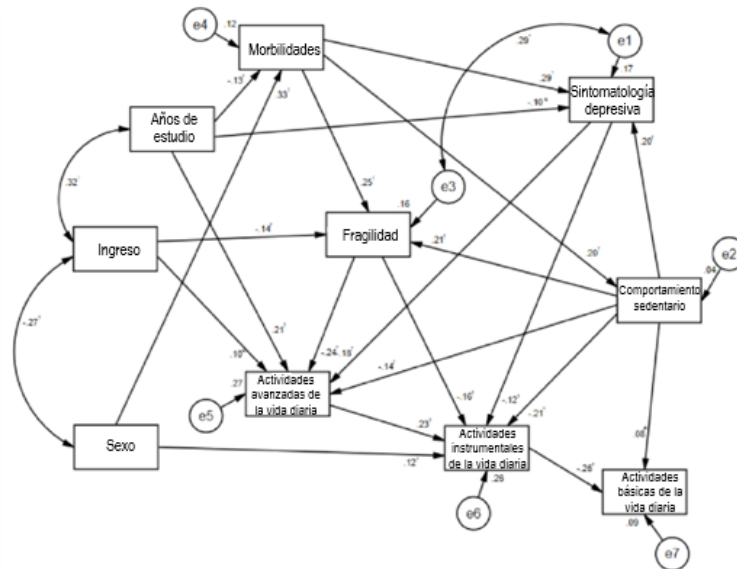 e4
.12
Morbilidades
.29
e1
.17
Sintomatología
depresiva
-.13
.33
.29
-.10
Años de
estudio
.32
.25
e3
.16
.20
Ingreso
-.14
Fragilidad
.21
.20
e2
.04
Comportamiento
sedentario
-.27
.10
.21
-.24
-.18
-.14
.27
Actividades
avanzadas de
la vida diaria
e5
-.16
-.12
-.21
.08
Sexo
.23
.12
Actividades
instrumentales
de la vida diaria
.26
e6
-.26
Actividades
básicas de la
vida diaria
.09
e7